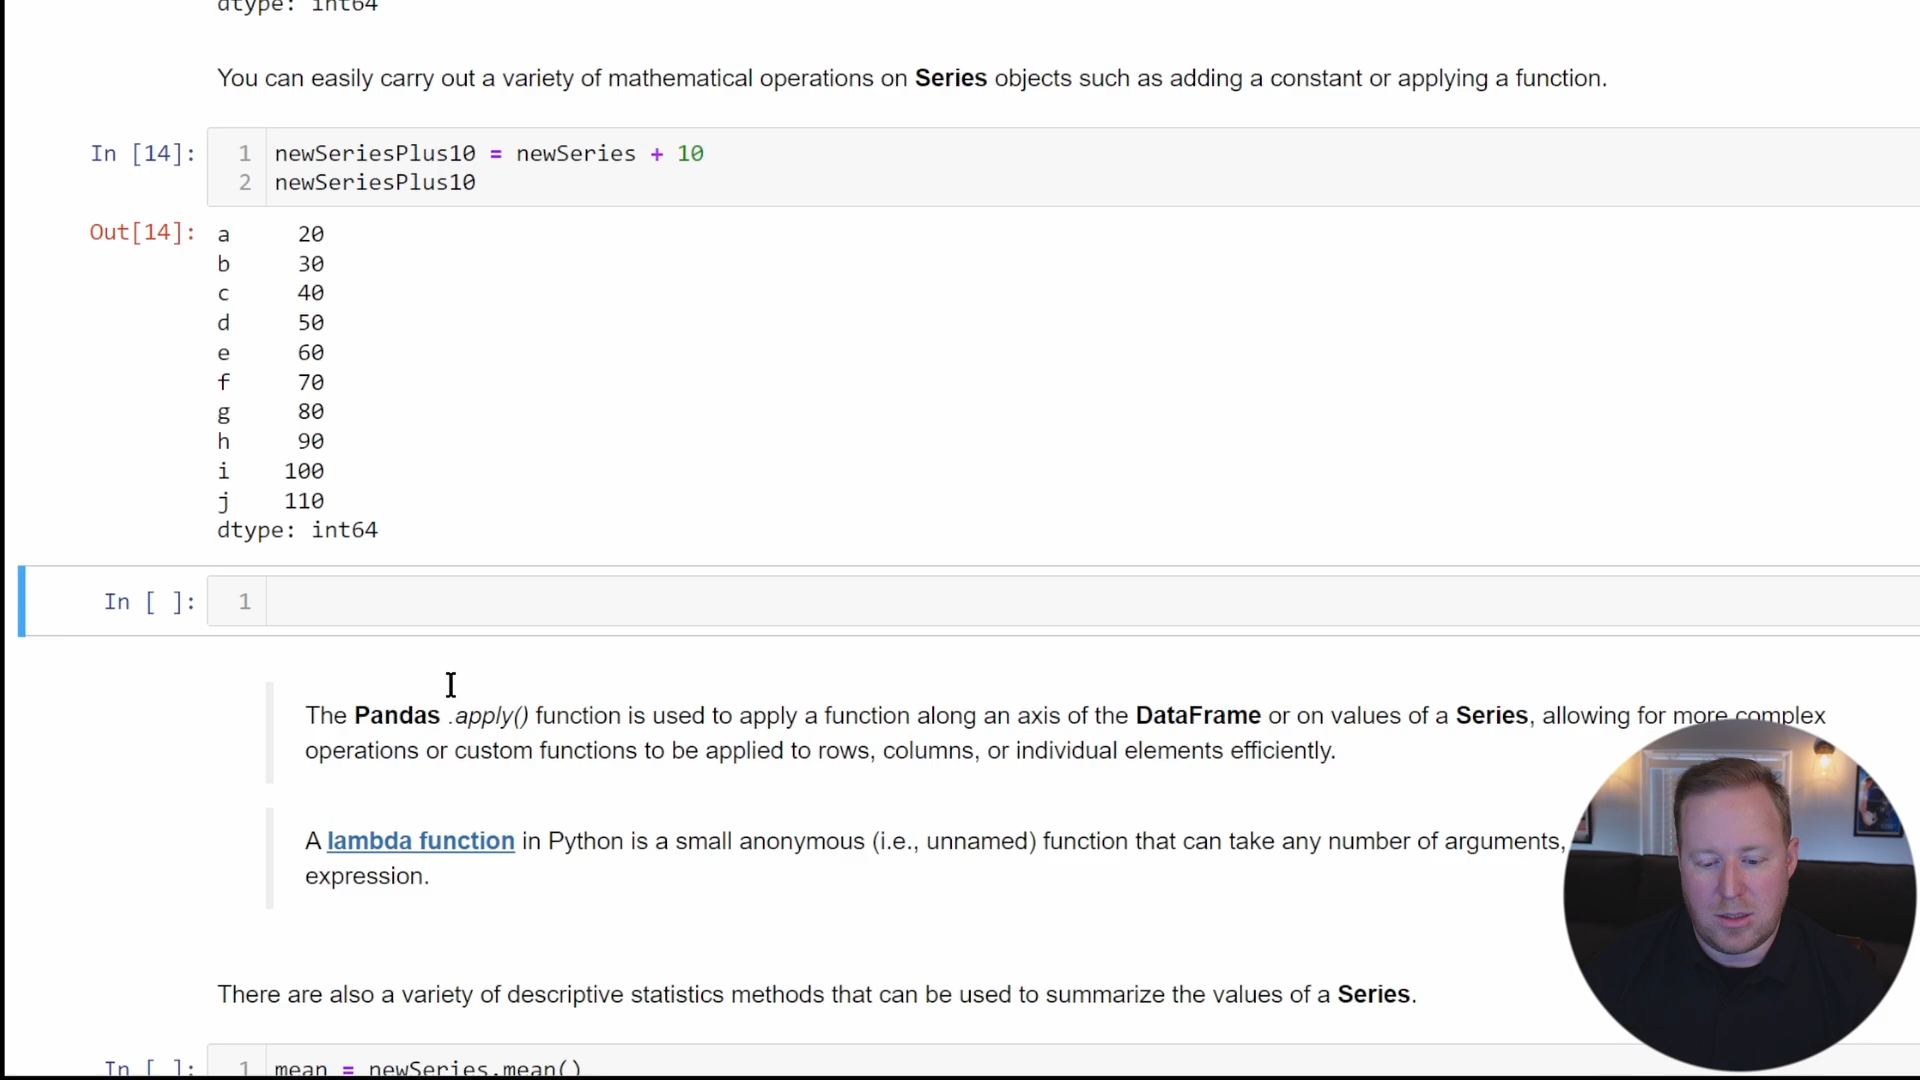 dtype: int64
You can easily carry out a variety of mathematical operations on Series objects such as adding a constant or applying a function.
In [14]:
1 newSeriesPlus10 = newSeries + 10
2 newSeriesPlus10
Out[14]:
a 20
b 30
c 40
d 50
e 60
f 70
g 80
h 90
i 100
j 110
dtype: int64
In [ ]: 1
The Pandas .apply() function is used to apply a function along an axis of the DataFrame or on values of a Series, allowing for more complex
operations or custom functions to be applied to rows, columns, or individual elements efficiently.
A lambda function in Python is a small anonymous (i.e., unnamed) function that can take any number of arguments,
expression.
There are also a variety of descriptive statistics methods that can be used to summarize the values of a Series.
In [ ]: 1 mean = newSeries.mean()